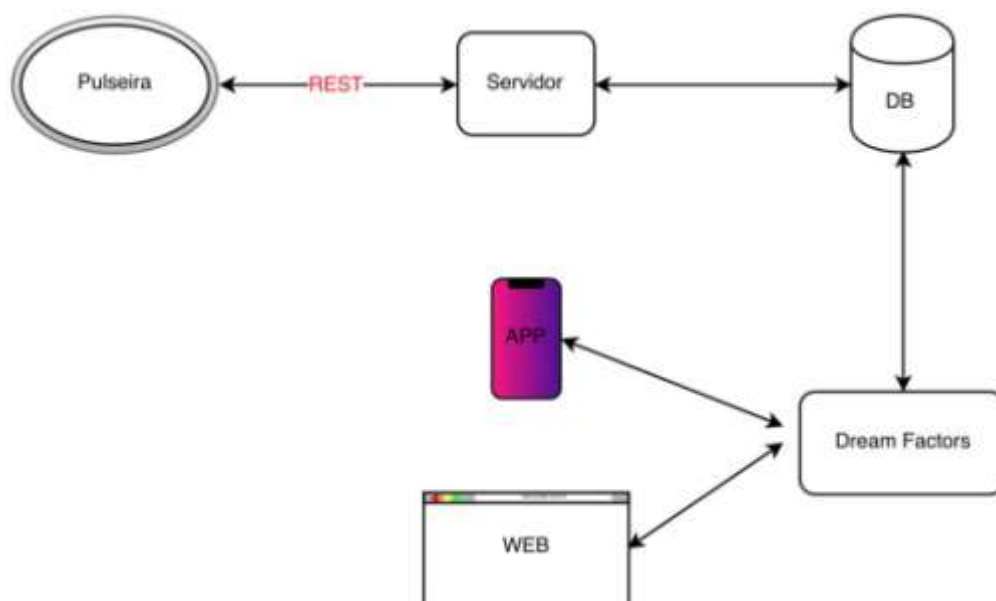 Pulseira
REST
Servidor
DB
APP
Dream Factors
WEB